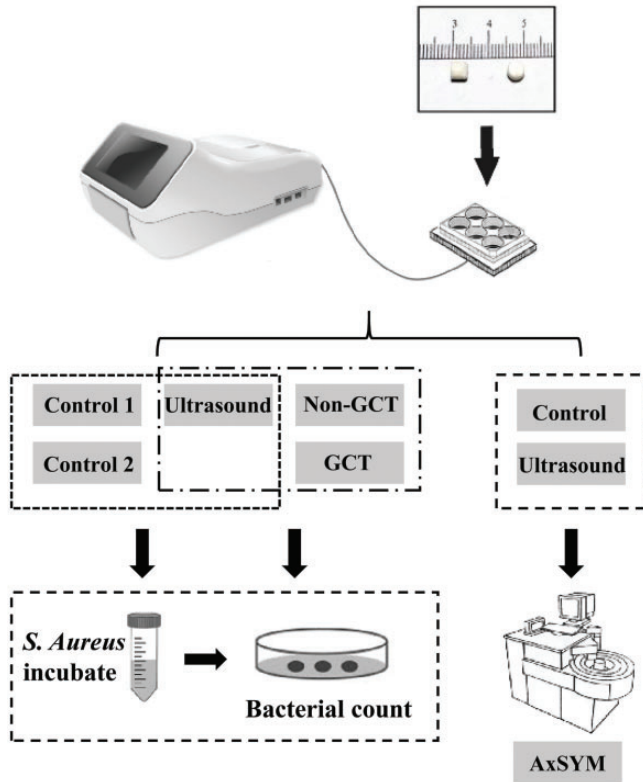 3 4 5
Control 1 Ultrasound Non-GCT
Control 2 GCT
Control
Ultrasound
S. Aureus
incubate
Bacterial count
AxSYM